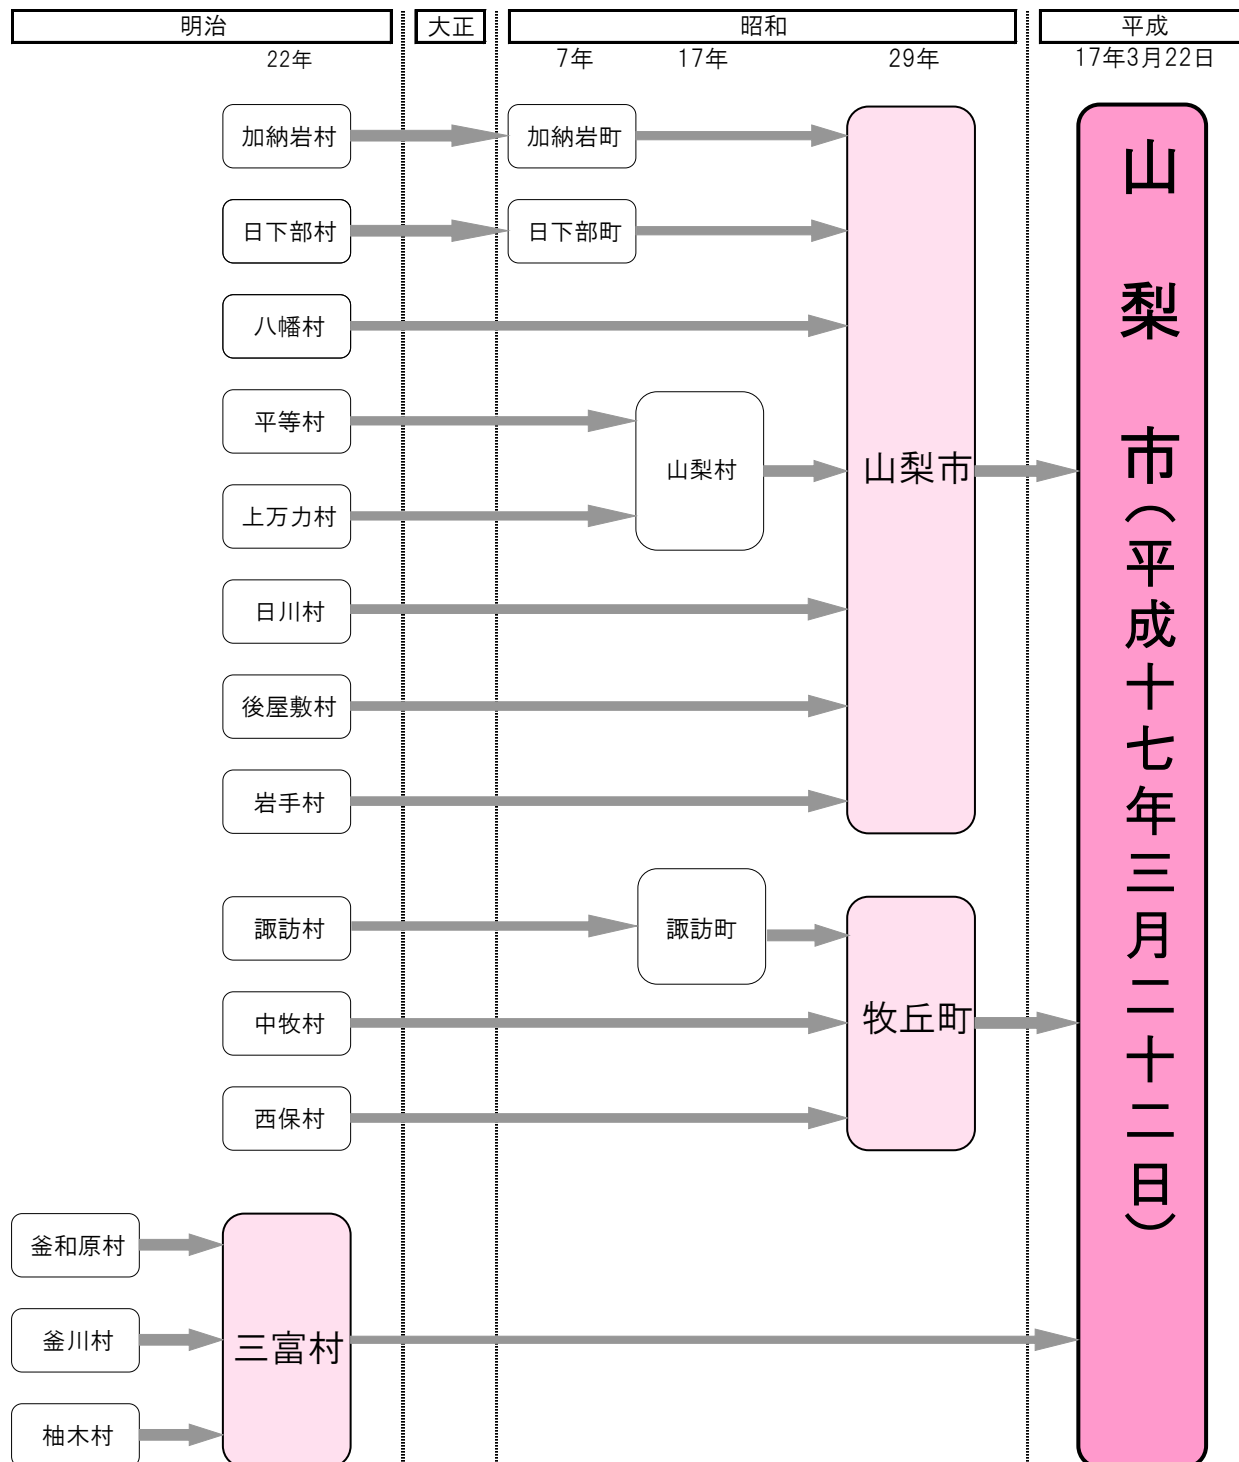 明治
大正
昭和
平成
22年
7年
17年
29年
17年3月22日
加納岩村
加納岩町
日下部村
日下部町
八幡村
平等村
上万力村
山梨村
日川村
後屋敷村
岩手村
山梨市
諏訪村
諏訪町
中牧村
西保村
牧丘町
釜和原村
釜川村
柚木村
三富村
山梨市(平成十七年三月二十二日)